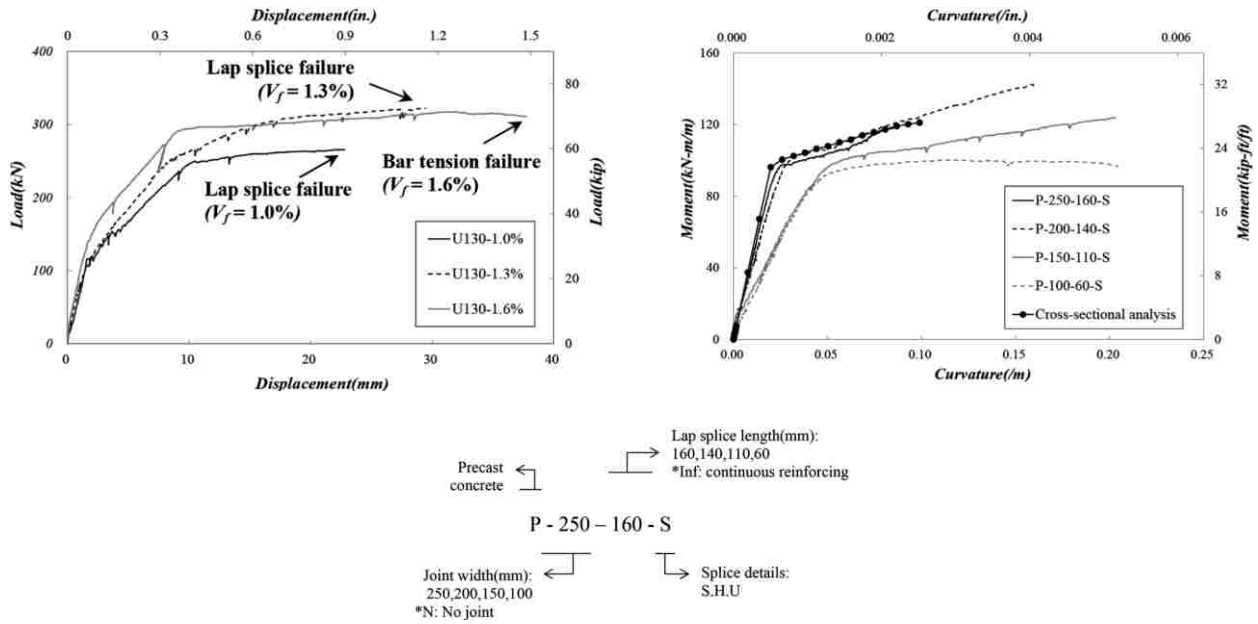 Displacement(in.)
0 0.3 0.6 0.9 1.2 1.5
400
300
200
100
0
Load(kN)
80
60
40
20
0
Load(kip)
Lap splice failure
(Vf = 1.3%)
Bar tension failure
(Vf = 1.6%)
Lap splice failure
(Vf = 1.0%)
U130-1.0%
U130-1.3%
U130-1.6%
0 10 20 30 40
Displacement(mm)
Curvature(/in.)
0.000 0.002 0.004 0.006
160
120
80
40
0
Moment(kN-m/m)
32
24
16
8
0
Moment(kip-ft/ft)
P-250-160-S
P-200-140-S
P-150-110-S
P-100-60-S
Cross-sectional analysis
0.00 0.05 0.10 0.15 0.20 0.25
Curvature(/m)
Lap splice length(mm):
160,140,110,60
*Inf: continuous reinforcing
Precast
concrete
P - 250 – 160 - S
Joint width(mm):
250,200,150,100
*N: No joint
Splice details:
S.H.U